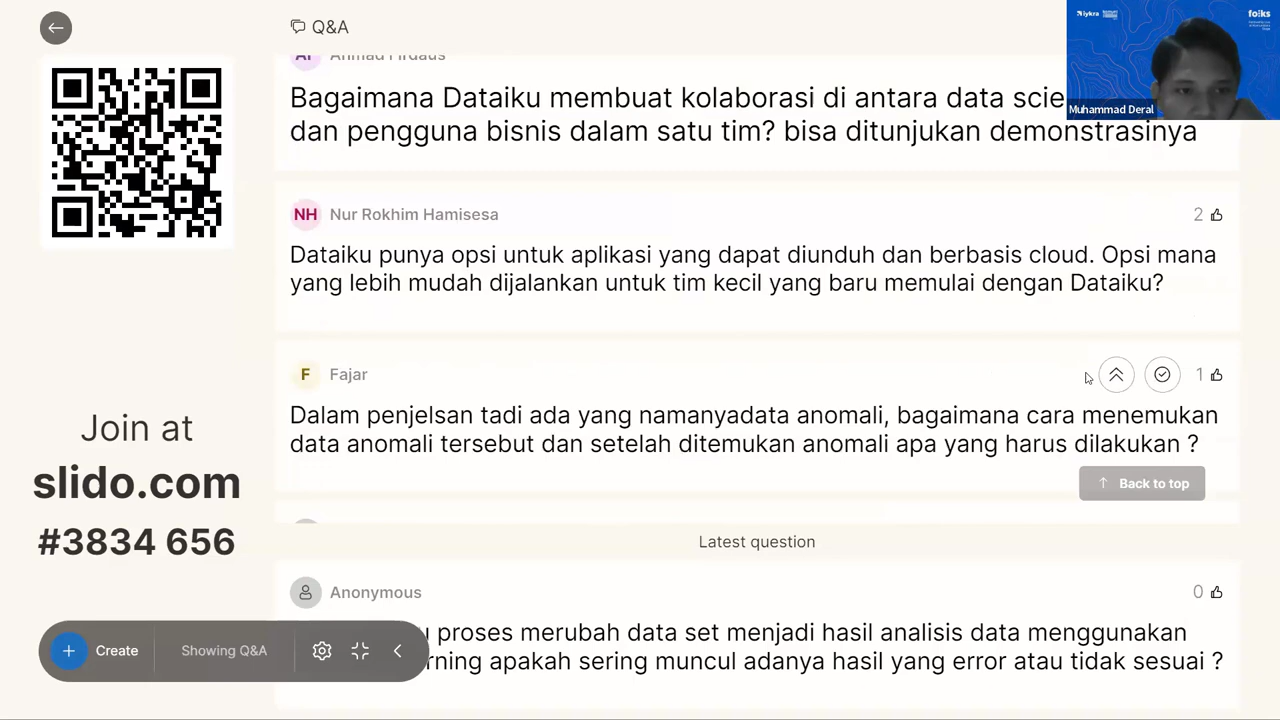 Q&A
iykra
fo!ks
Muhammad Deral
Ahmad Firdaus
Bagaimana Dataiku membuat kolaborasi di antara data scie
dan pengguna bisnis dalam satu tim? bisa ditunjukan demonstrasinya
NH Nur Rokhim Hamisesa 2
Dataiku punya opsi untuk aplikasi yang dapat diunduh dan berbasis cloud. Opsi mana
yang lebih mudah dijalankan untuk tim kecil yang baru memulai dengan Dataiku?
F Fajar 1
Dalam penjelsan tadi ada yang namanyadata anomali, bagaimana cara menemukan
data anomali tersebut dan setelah ditemukan anomali apa yang harus dilakukan ?
Back to top
Join at
slido.com
#3834 656
Latest question
Anonymous 0
proses merubah data set menjadi hasil analisis data menggunakan
rning apakah sering muncul adanya hasil yang error atau tidak sesuai ?
+ Create Showing Q&A